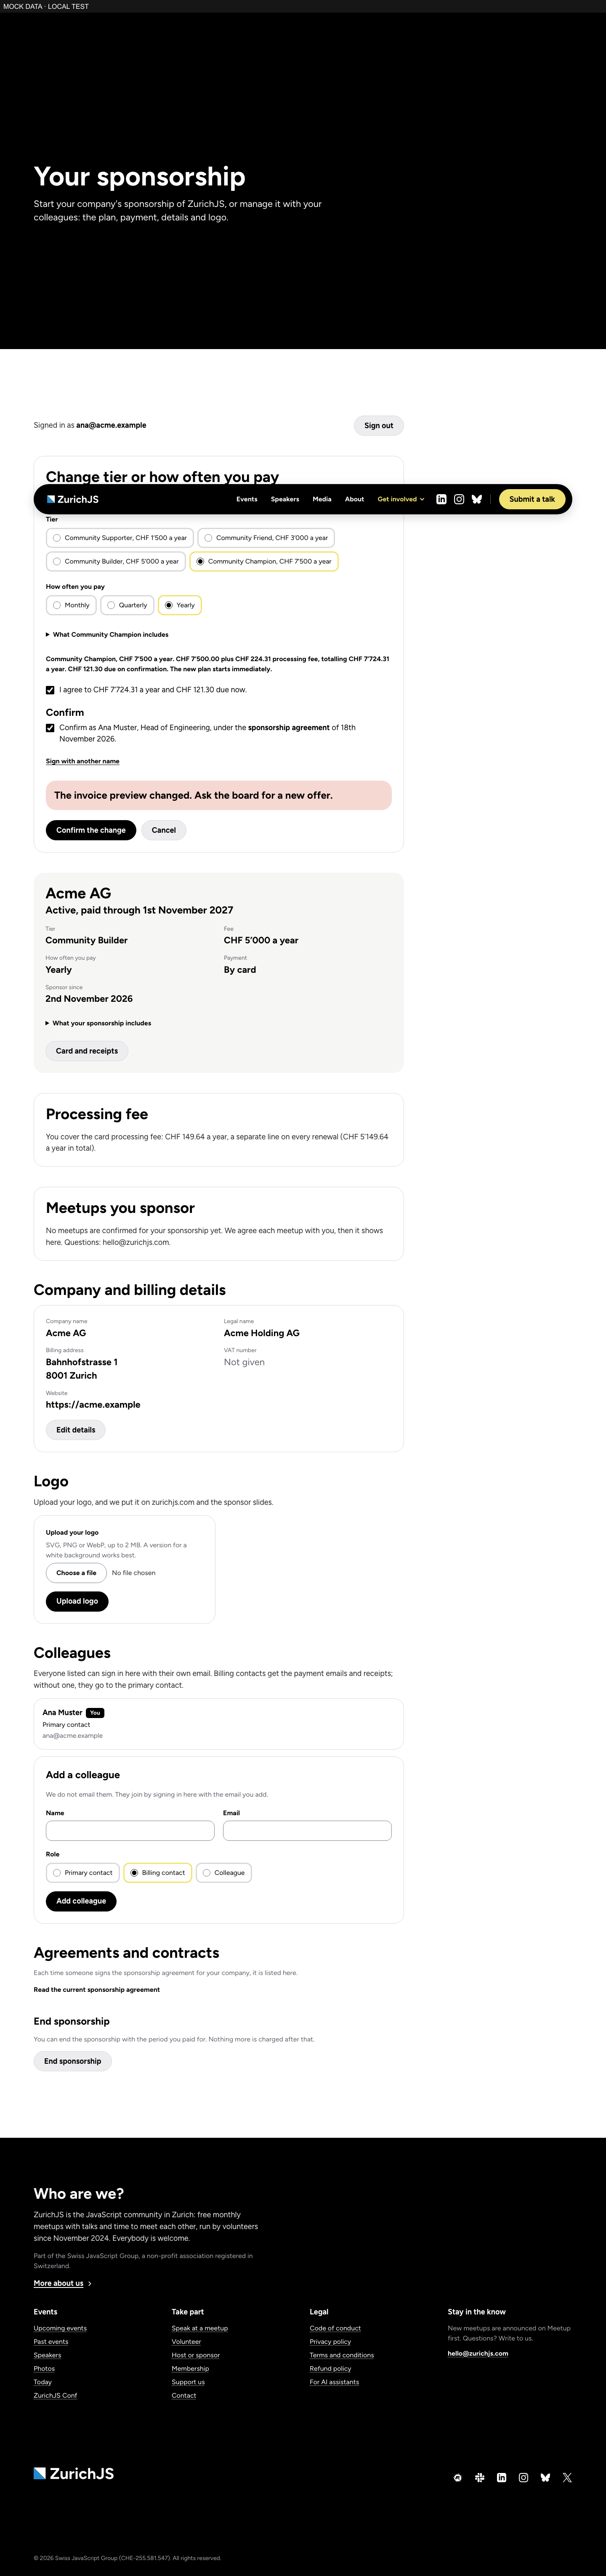 MOCK DATA · LOCAL TEST
Your sponsorship
Start your company's sponsorship of ZurichJS, or manage it with your
colleagues: the plan, payment, details and logo.
Signed in as ana@acme.example
Sign out
Change tier or how often you pay
ZurichJS
Events
Speakers
Media
About
Get involved
Submit a talk
Tier
Community Supporter, CHF 1'500 a year
Community Friend, CHF 3'000 a year
Community Builder, CHF 5'000 a year
Community Champion, CHF 7'500 a year
How often you pay
Monthly
Quarterly
Yearly
What Community Champion includes
Community Champion, CHF 7'500 a year. CHF 7'500.00 plus CHF 224.31 processing fee, totalling CHF 7'724.31
a year. CHF 121.30 due on confirmation. The new plan starts immediately.
I agree to CHF 7'724.31 a year and CHF 121.30 due now.
Confirm
Confirm as Ana Muster, Head of Engineering, under the sponsorship agreement of 18th
November 2026.
Sign with another name
The invoice preview changed. Ask the board for a new offer.
Confirm the change
Cancel
Acme AG
Active, paid through 1st November 2027
Tier
Community Builder
Fee
CHF 5'000 a year
How often you pay
Yearly
Payment
By card
Sponsor since
2nd November 2026
What your sponsorship includes
Card and receipts
Processing fee
You cover the card processing fee: CHF 149.64 a year, a separate line on every renewal (CHF 5'149.64
a year in total).
Meetups you sponsor
No meetups are confirmed for your sponsorship yet. We agree each meetup with you, then it shows
here. Questions: hello@zurichjs.com.
Company and billing details
Company name
Acme AG
Legal name
Acme Holding AG
Billing address
Bahnhofstrasse 1
8001 Zurich
VAT number
Not given
Website
https://acme.example
Edit details
Logo
Upload your logo, and we put it on zurichjs.com and the sponsor slides.
Upload your logo
SVG, PNG or WebP, up to 2 MB. A version for a
white background works best.
Choose a file
No file chosen
Upload logo
Colleagues
Everyone listed can sign in here with their own email. Billing contacts get the payment emails and receipts;
without one, they go to the primary contact.
Ana Muster
You
Primary contact
ana@acme.example
Add a colleague
We do not email them. They join by signing in here with the email you add.
Name
Email
Role
Primary contact
Billing contact
Colleague
Add colleague
Agreements and contracts
Each time someone signs the sponsorship agreement for your company, it is listed here.
Read the current sponsorship agreement
End sponsorship
You can end the sponsorship with the period you paid for. Nothing more is charged after that.
End sponsorship
Who are we?
ZurichJS is the JavaScript community in Zurich: free monthly
meetups with talks and time to meet each other, run by volunteers
since November 2024. Everybody is welcome.
Part of the Swiss JavaScript Group, a non-profit association registered in
Switzerland.
More about us
Events
Upcoming events
Past events
Speakers
Photos
Today
ZurichJS Conf
Take part
Speak at a meetup
Volunteer
Host or sponsor
Membership
Support us
Contact
Legal
Code of conduct
Privacy policy
Terms and conditions
Refund policy
For AI assistants
Stay in the know
New meetups are announced on Meetup
first. Questions? Write to us.
hello@zurichjs.com
ZurichJS
© 2026 Swiss JavaScript Group (CHE-255.581.547). All rights reserved.